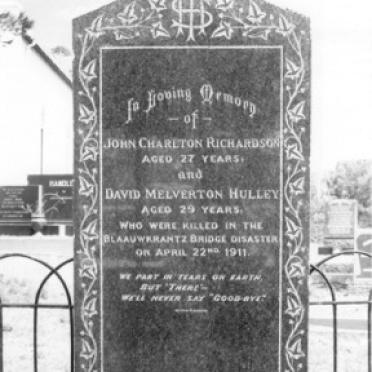 IHS
In Loving Memory
- of -
JOHN CHARLTON RICHARDSON
AGED 27 YEARS,
and
DAVID MELVERTON HULLEY
AGED 29 YEARS.
WHO WERE KILLED IN THE
BLAAUWKRANTZ BRIDGE DISASTER
ON APRIL 22ND. 1911.
WE PART IN TEARS ON EARTH,
BUT "THERE"-
WE'LL NEVER SAY "GOOD-BYE."
HANDLE